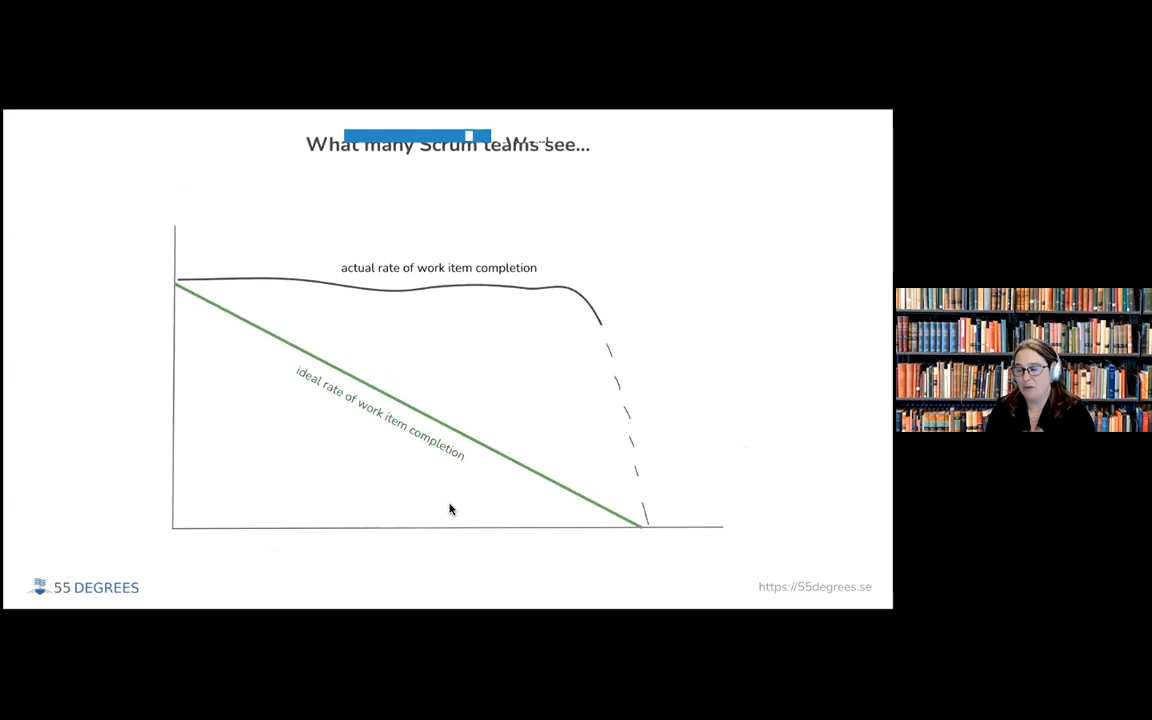 What many Scrum teams see...
actual rate of work item completion
ideal rate of work item completion
55 DEGREES
https://55degrees.se